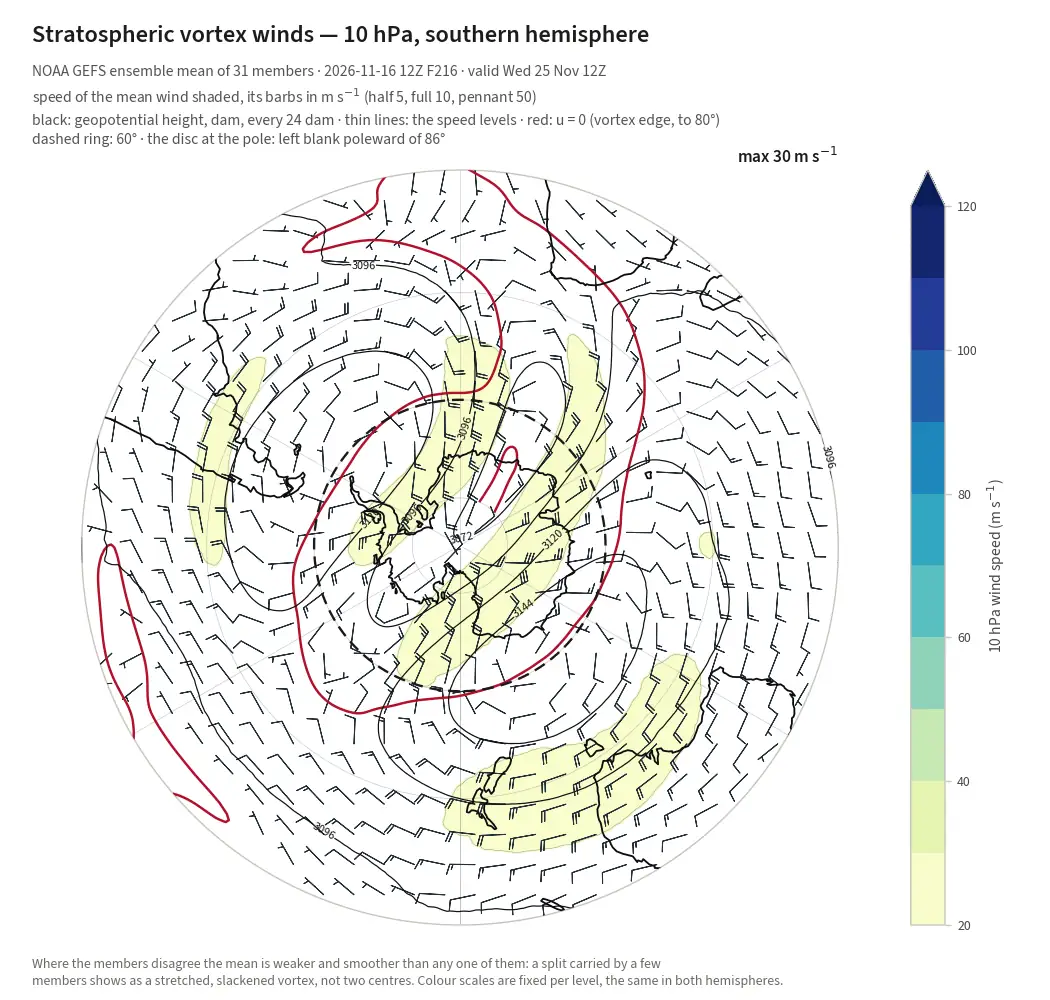 Stratospheric vortex winds — 10 hPa, southern hemisphere
NOAA GEFS ensemble mean of 31 members · 2026-11-16 12Z F216 · valid Wed 25 Nov 12Z
speed of the mean wind shaded, its barbs in m s⁻¹ (half 5, full 10, pennant 50)
black: geopotential height, dam, every 24 dam · thin lines: the speed levels · red: u = 0 (vortex edge, to 80°)
dashed ring: 60° · the disc at the pole: left blank poleward of 86°
max 30 m s⁻¹
120
100
80
60
40
20
10 hPa wind speed (m s⁻¹)
3096
3096
3096
3096
3120
3144
3096
Where the members disagree the mean is weaker and smoother than any one of them: a split carried by a few
members shows as a stretched, slackened vortex, not two centres. Colour scales are fixed per level, the same in both hemispheres.